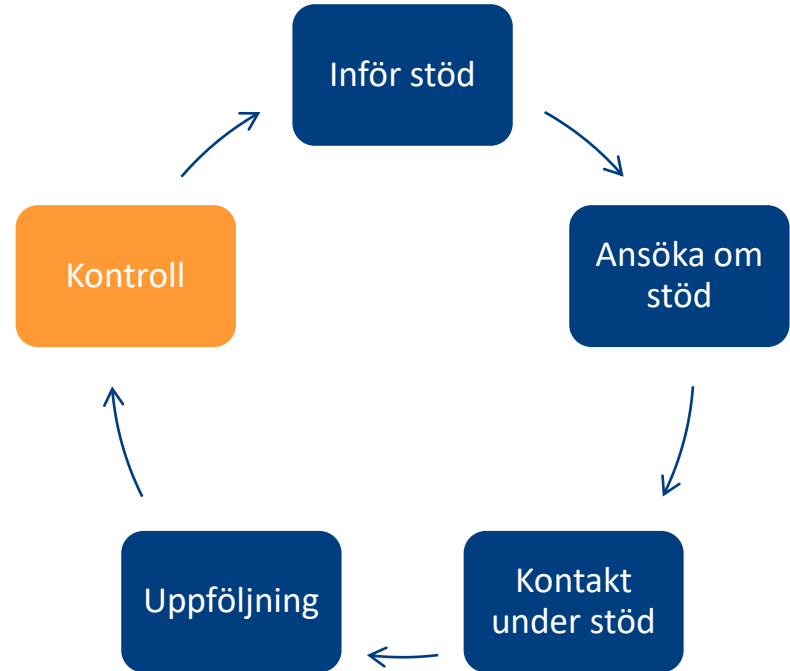 Inför stöd
Ansöka om
stöd
Kontakt
under stöd
Uppföljning
Kontroll